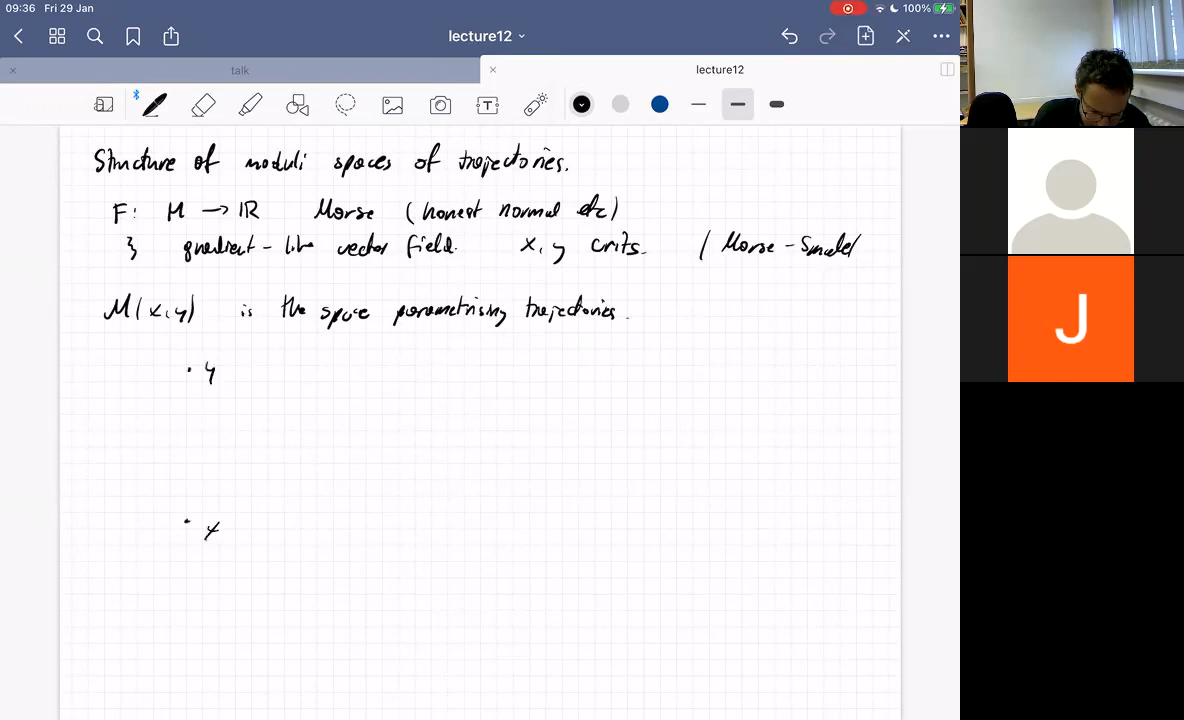 09:36 Fri 29 Jan
100%
lecture12
talk
lecture12
T
Structure of moduli spaces of trajectories.
F: M → IR Morse (honest normal etc)
ξ gradient-like vector field. x, y crits. (Morse-Smale)
M(x,y) is the space parametrising trajectories.
· y
· x
J